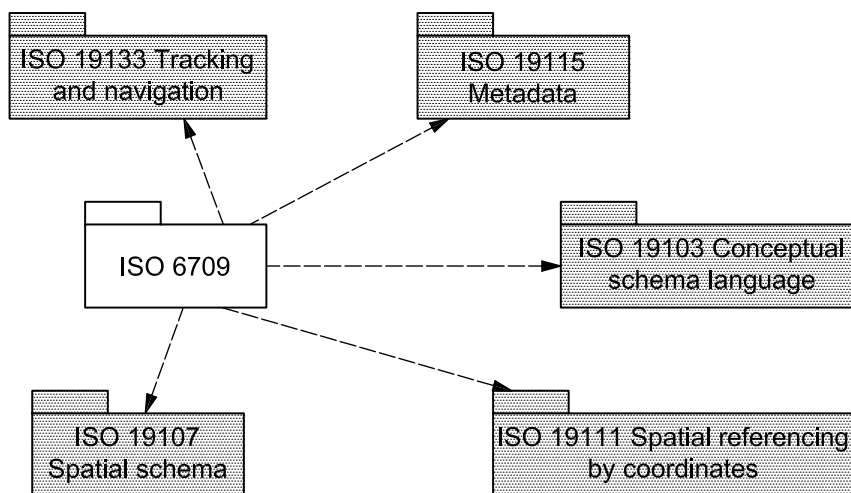 ISO 19133 Tracking
and navigation
ISO 19115
Metadata
ISO 6709
ISO 19103 Conceptual
schema language
ISO 19107
Spatial schema
ISO 19111 Spatial referencing
by coordinates